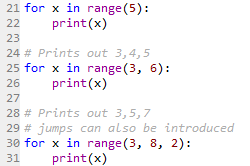 21 for x in range(5):
22     print(x)
23
24 # Prints out 3,4,5
25 for x in range(3, 6):
26     print(x)
27
28 # Prints out 3,5,7
29 # jumps can also be introduced
30 for x in range(3, 8, 2):
31     print(x)